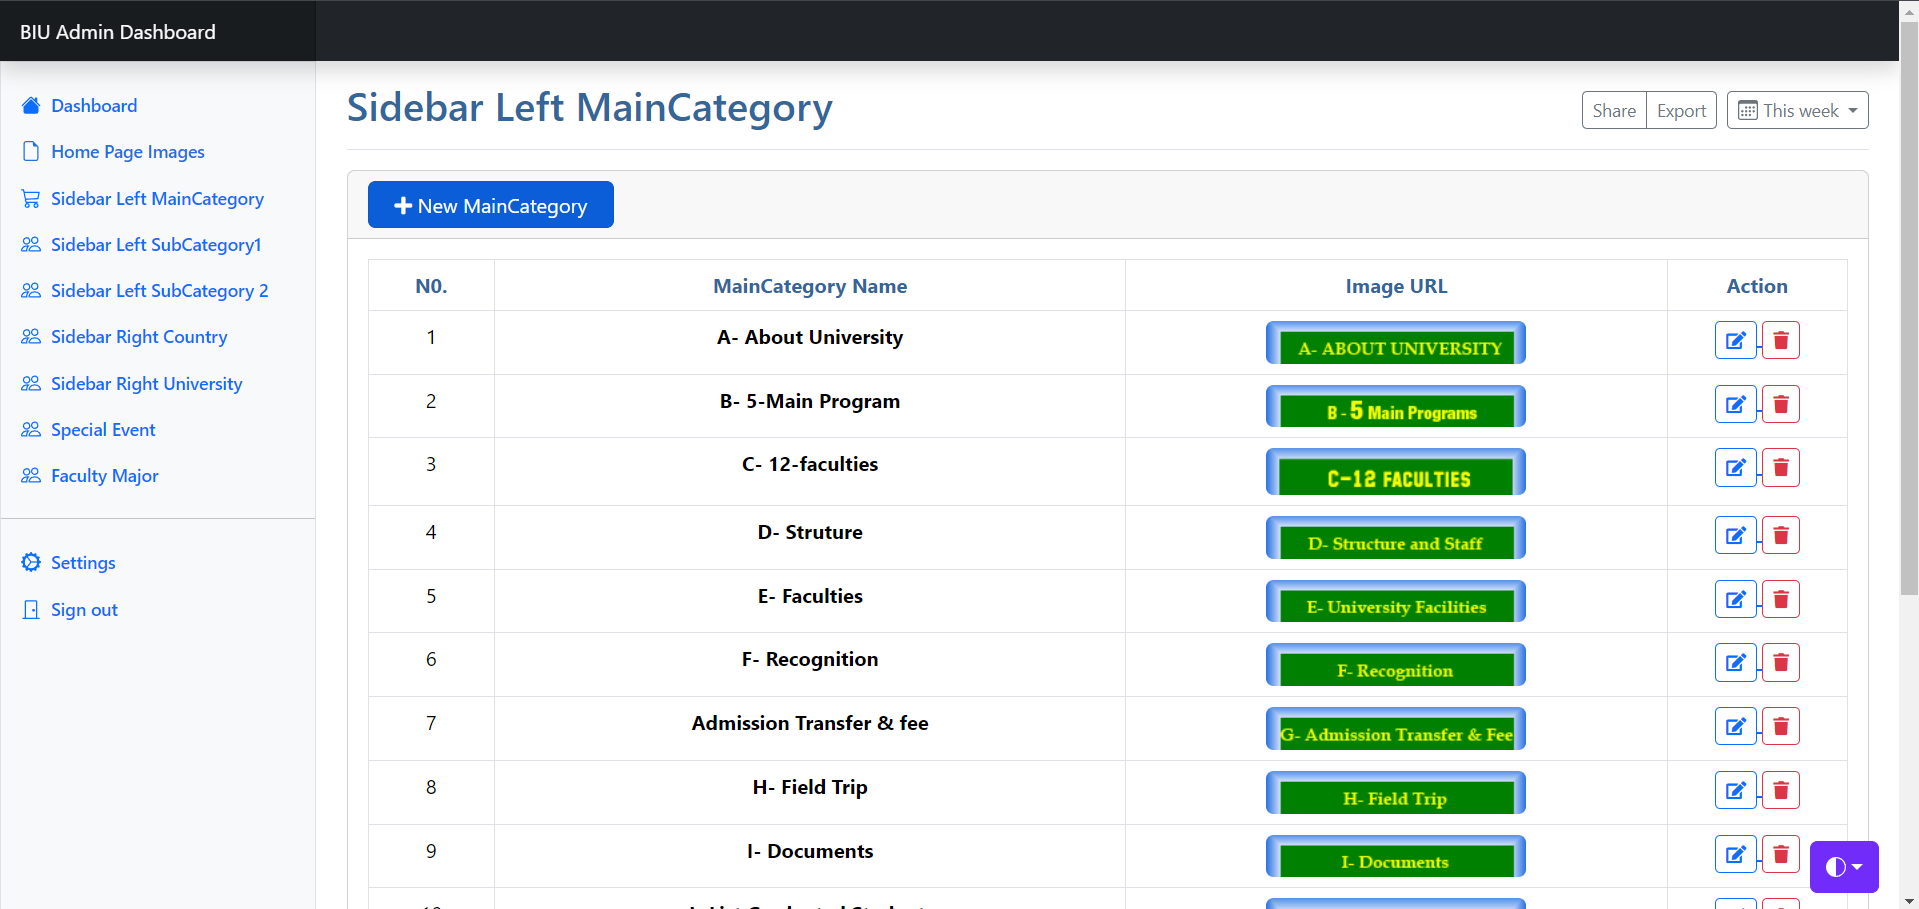 BIU Admin Dashboard
Dashboard
Home Page Images
Sidebar Left MainCategory
Sidebar Left SubCategory1
Sidebar Left SubCategory 2
Sidebar Right Country
Sidebar Right University
Special Event
Faculty Major
Settings
Sign out
Sidebar Left MainCategory
Share Export This week
New MainCategory
N0. MainCategory Name Image URL Action
1 A- About University A- ABOUT UNIVERSITY
2 B- 5-Main Program B - 5 Main Programs
3 C- 12-faculties C-12 FACULTIES
4 D- Struture D- Structure and Staff
5 E- Faculties E- University Facilities
6 F- Recognition F- Recognition
7 Admission Transfer & fee G- Admission Transfer & Fee
8 H- Field Trip H- Field Trip
9 I- Documents I- Documents